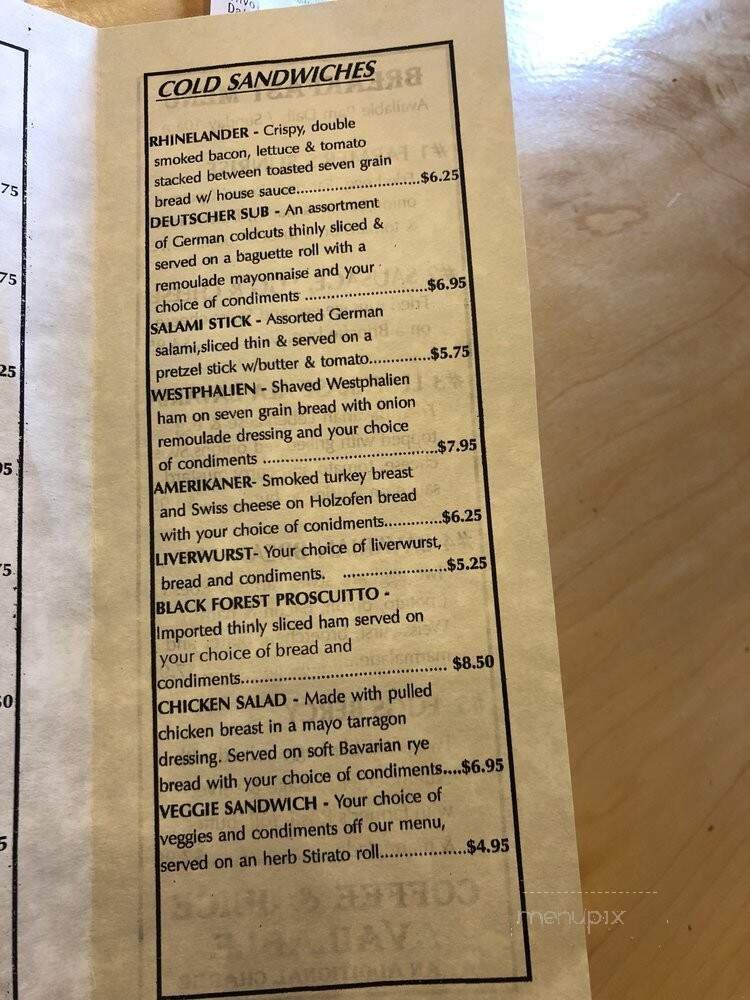 COLD SANDWICHES
RHINELANDER - Crispy, double
smoked bacon, lettuce & tomato
stacked between toasted seven grain
bread w/ house sauce..............................$6.25
DEUTSCHER SUB - An assortment
of German coldcuts thinly sliced &
served on a baguette roll with a
remoulade mayonnaise and your
choice of condiments .............................$6.95
SALAMI STICK - Assorted German
salami,sliced thin & served on a
pretzel stick w/butter & tomato.............$5.75
WESTPHALIEN - Shaved Westphalien
ham on seven grain bread with onion
remoulade dressing and your choice
of condiments .....................................$7.95
AMERIKANER- Smoked turkey breast
and Swiss cheese on Holzofen bread
with your choice of conidments.............$6.25
LIVERWURST- Your choice of liverwurst,
bread and condiments. ......................$5.25
BLACK FOREST PROSCUITTO -
Imported thinly sliced ham served on
your choice of bread and
condiments............................................ $8.50
CHICKEN SALAD - Made with pulled
chicken breast in a mayo tarragon
dressing. Served on soft Bavarian rye
bread with your choice of condiments....$6.95
VEGGIE SANDWICH - Your choice of
veggies and condiments off our menu,
served on an herb Stirato roll...................$4.95
menupix